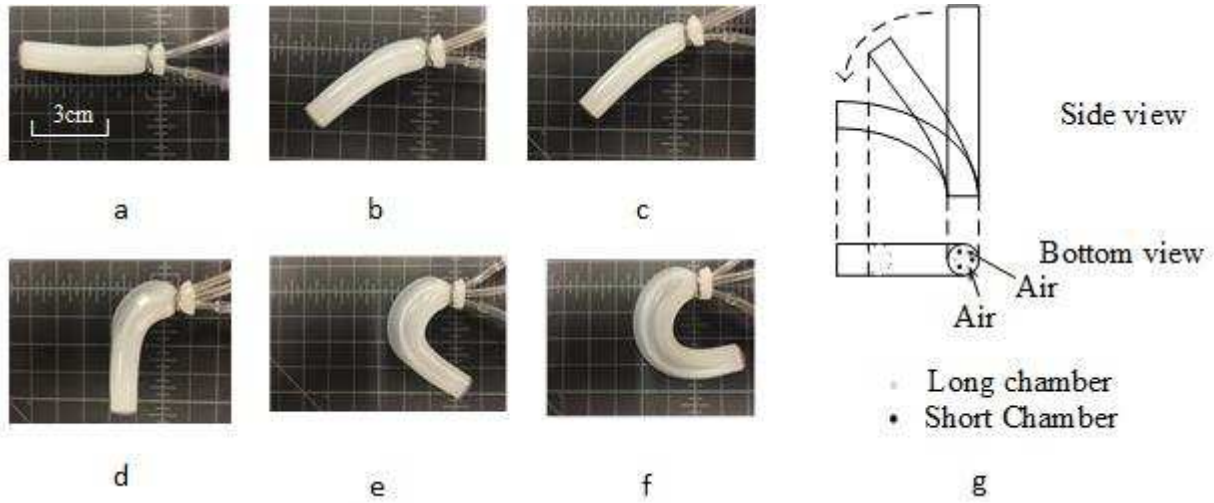 3cm
a
b
c
Side view
Bottom view
Air
Air
d
e
f
Long chamber
Short Chamber
g